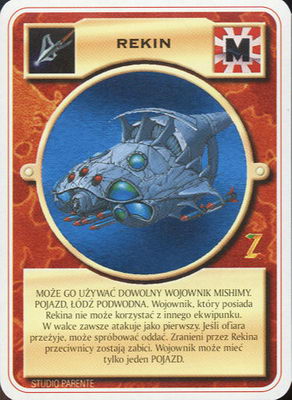 REKIN
M
MOŻE GO UŻYWAĆ DOWOLNY WOJOWNIK MISHIMY.
POJAZD, ŁÓDŹ PODWODNA. Wojownik, który posiada
Rekina nie może korzystać z innego ekwipunku.
W walce zawsze atakuje jako pierwszy. Jeśli ofiara
przeżyje, może spróbować oddać. Zranieni przez Rekina
przeciwnicy zostają zabici. Wojownik może mieć
tylko jeden POJAZD.
STUDIO PARENTE